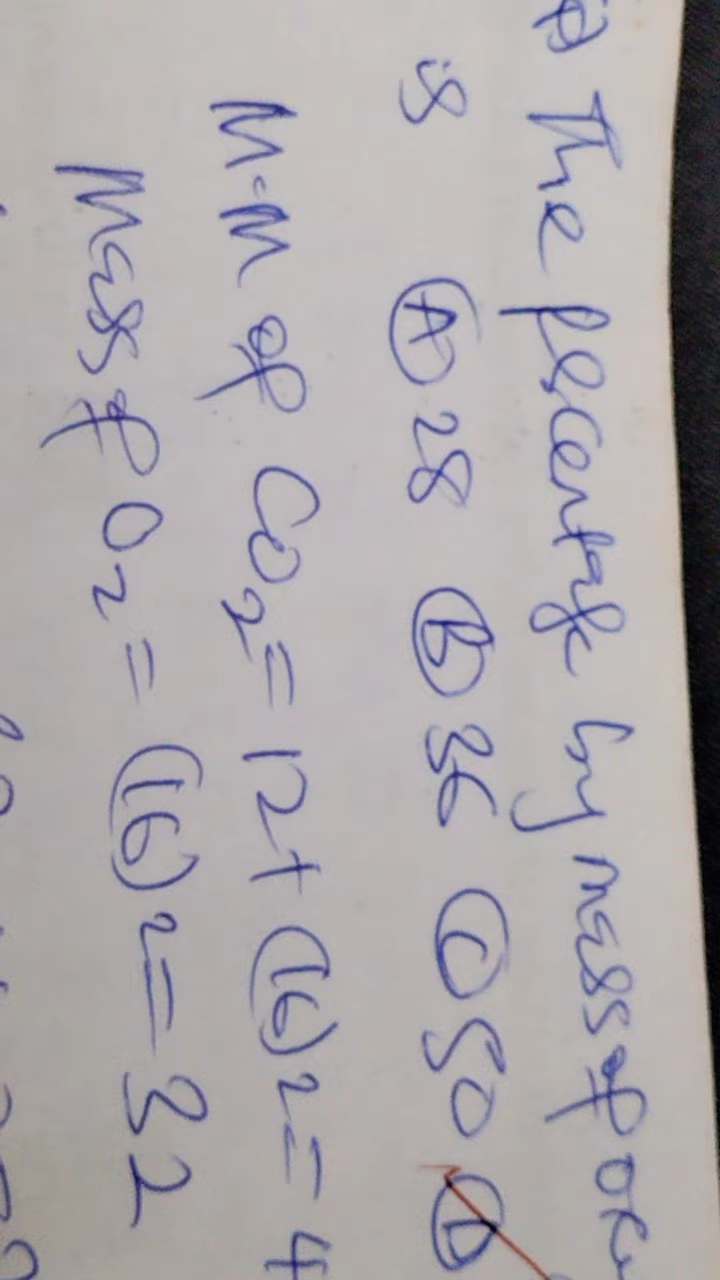 The percentage by mass of
is Ⓐ 28 Ⓑ 36 Ⓒ 50 Ⓓ
M.M of CO₂ = 12 + (16)2 = 4
Mass of O₂ = (16)2 = 32